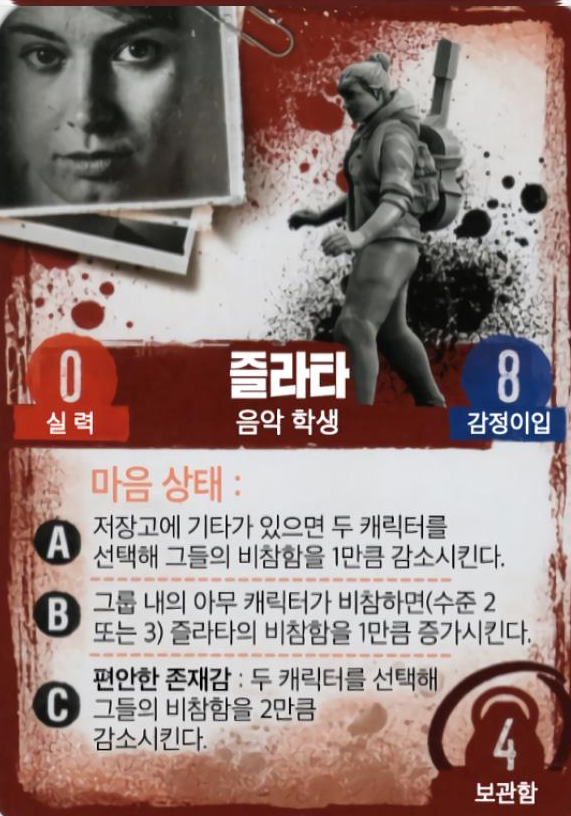 0
실력
즐라타
음악 학생
8
감정이입
마음 상태 :
A
저장고에 기타가 있으면 두 캐릭터를
선택해 그들의 비참함을 1만큼 감소시킨다.
B
그룹 내의 아무 캐릭터가 비참하면(수준 2
또는 3) 즐라타의 비참함을 1만큼 증가시킨다.
C
편안한 존재감 : 두 캐릭터를 선택해
그들의 비참함을 2만큼
감소시킨다.
4
보관함